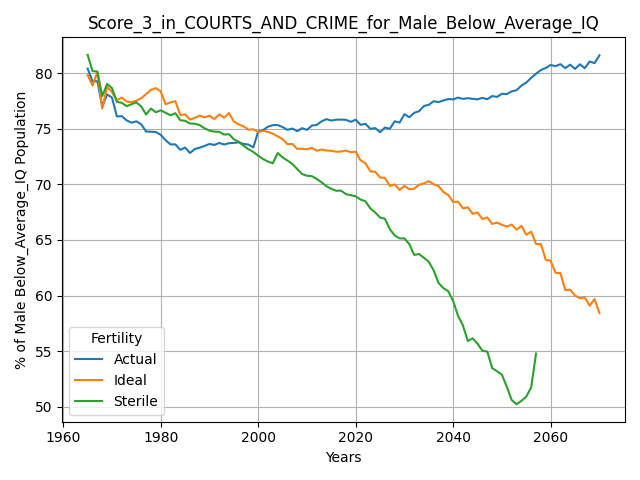 Score_3_in_COURTS_AND_CRIME_for_Male_Below_Average_IQ
% of Male Below_Average_IQ Population
80
75
70
65
60
55
50
Fertility
Actual
Ideal
Sterile
1960
1980
2000
2020
2040
2060
Years